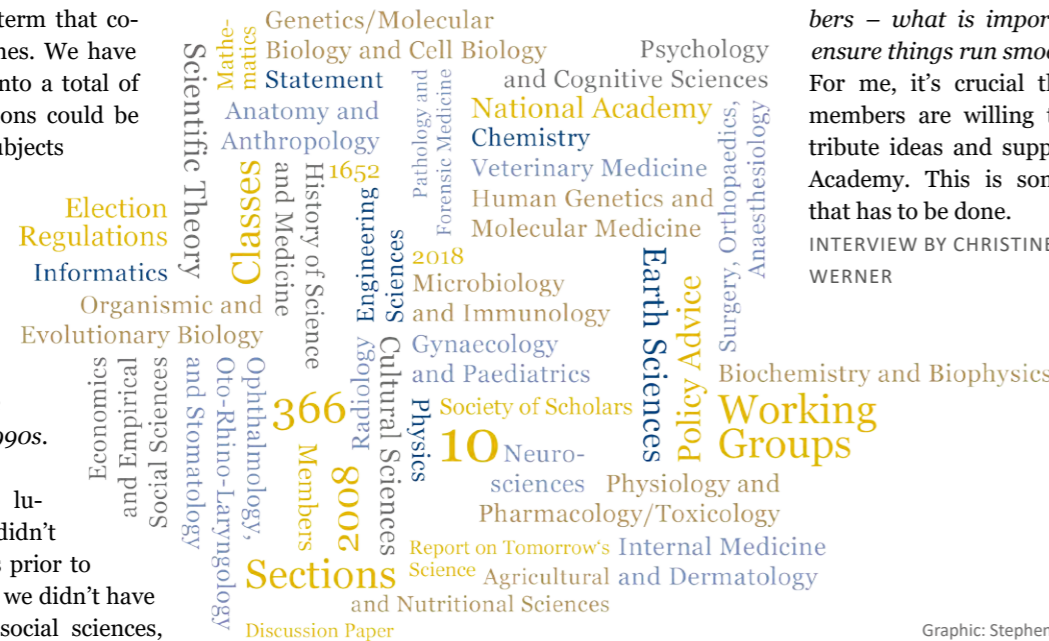 term that co-
nes. We have
nto a total of
ons could be
ubjects
990s.
lu-
didn't
s prior to
we didn't have
social sciences,
Genetics/Molecular
Biology and Cell Biology
Mathe-
matics
Scientific Theory
Statement
Anatomy and
Anthropology
Psychology
and Cognitive Sciences
Pathology and
Forensic Medicine
National Academy
Chemistry
Veterinary Medicine
Human Genetics and
Molecular Medicine
Surgery, Orthopaedics,
Anaesthesiology
Election
Regulations
Informatics
Classes
History of Science
and Medicine
1652
Engineering
Sciences
2018
Microbiology
and Immunology
Earth Sciences
Policy Advice
Organismic and
Evolutionary Biology
Gynaecology
and Paediatrics
Biochemistry and Biophysics
Economics
and Empirical
Social Sciences
Ophthalmology,
Oto-Rhino-Laryngology
and Stomatology
366
Members
2008
Radiology
Cultural Sciences
Physics
Society of Scholars
10
Neuro-
sciences
Working
Groups
Physiology and
Pharmacology/Toxicology
Sections
Report on Tomorrow's
Science
Internal Medicine
and Dermatology
Agricultural
and Nutritional Sciences
Discussion Paper
bers – what is impor
ensure things run smoo
For me, it's crucial th
members are willing t
tribute ideas and supp
Academy. This is som
that has to be done.
INTERVIEW BY CHRISTINE
WERNER
Graphic: Stephen